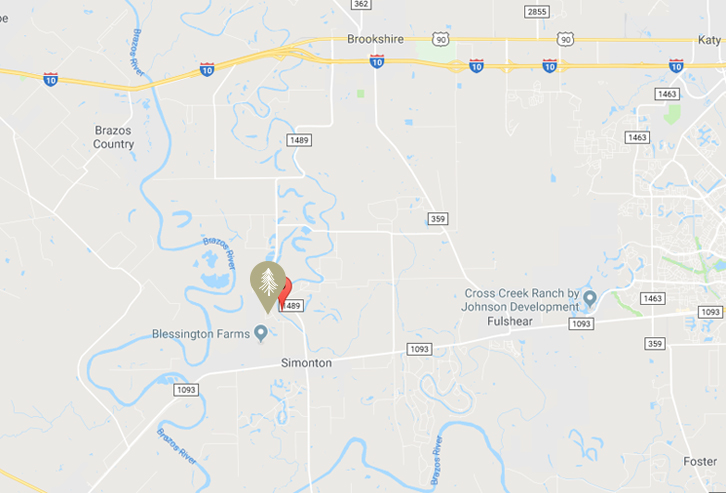 362
2855
Brookshire
90
90
Katy
10
10
10
10
10
10
Brazos River
1463
Brazos
Country
1489
1463
359
Brazos River
Cross Creek Ranch by
Johnson Development
1463
1093
489
Fulshear
1093
Blessington Farms
1093
359
Simonton
1093
Brazos River
Brazos River
Foster